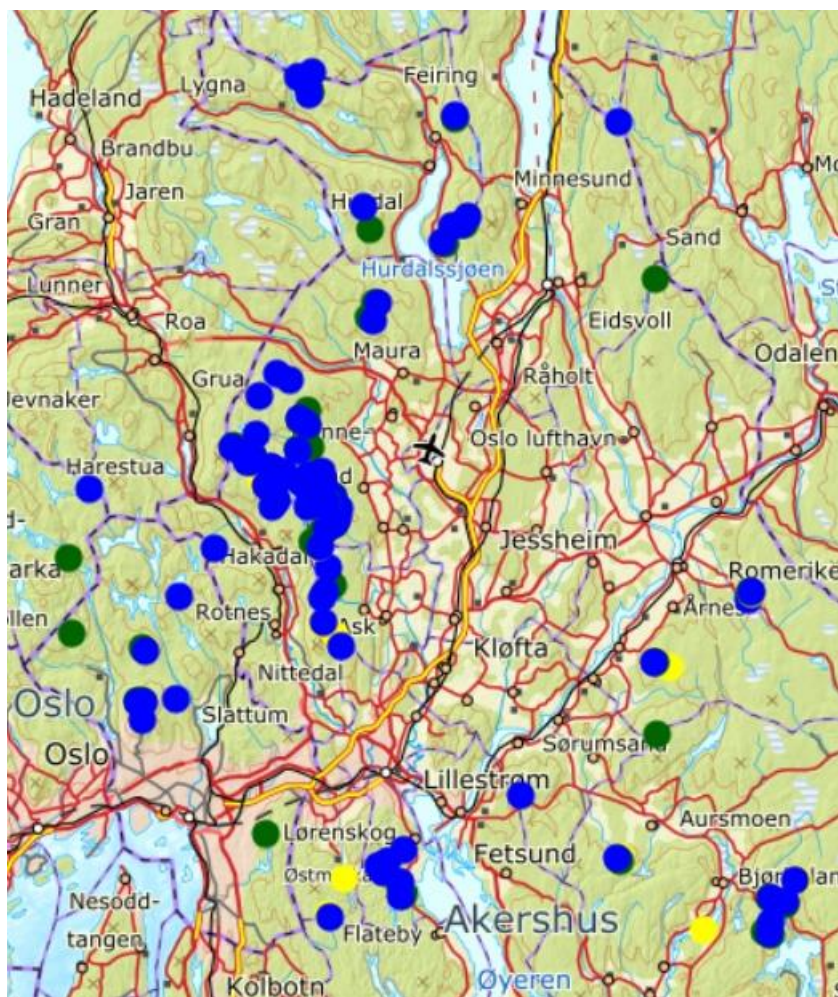 Lygna
Feiring
Hadeland
Brandbu
Jaren
Minnesund
Gran
Sand
Hurdalssjøen
Lunner
Roa
Eidsvoll
Maura
Odalen
Grua
Råholt
Jevnaker
Oslo lufthavn
Harestua
Jessheim
Hakadal
Romerike
Rotnes
Årnes
Ask
Kløfta
Nittedal
Oslo
Slattum
Oslo
Sørumsand
Lillestrøm
Aursmoen
Lørenskog
Fetsund
Nesodd-
tangen
Akershus
Flateby
Kolbotn
Øyeren